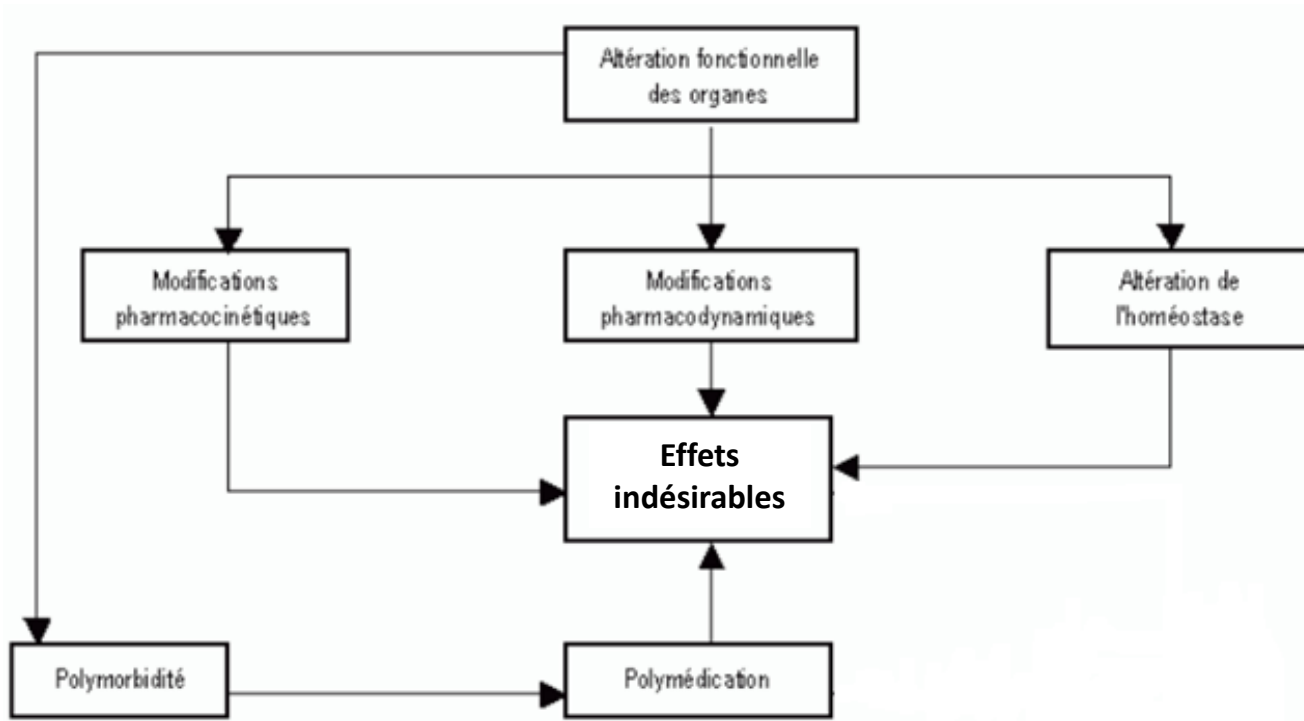 Altération fonctionnelle
des organes
Modifications
pharmacocinétiques
Modifications
pharmacodynamiques
Altération de
l'homéostase
Effets
indésirables
Polymorbidité
Polymédication